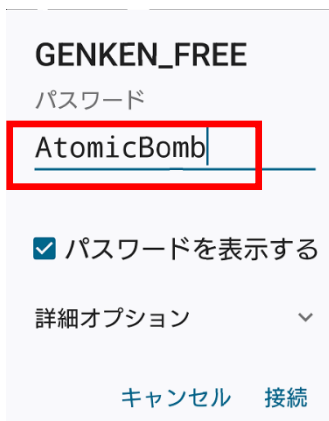 GENKEN_FREE
パスワード
AtomicBomb
パスワードを表示する
詳細オプション
キャンセル 接続